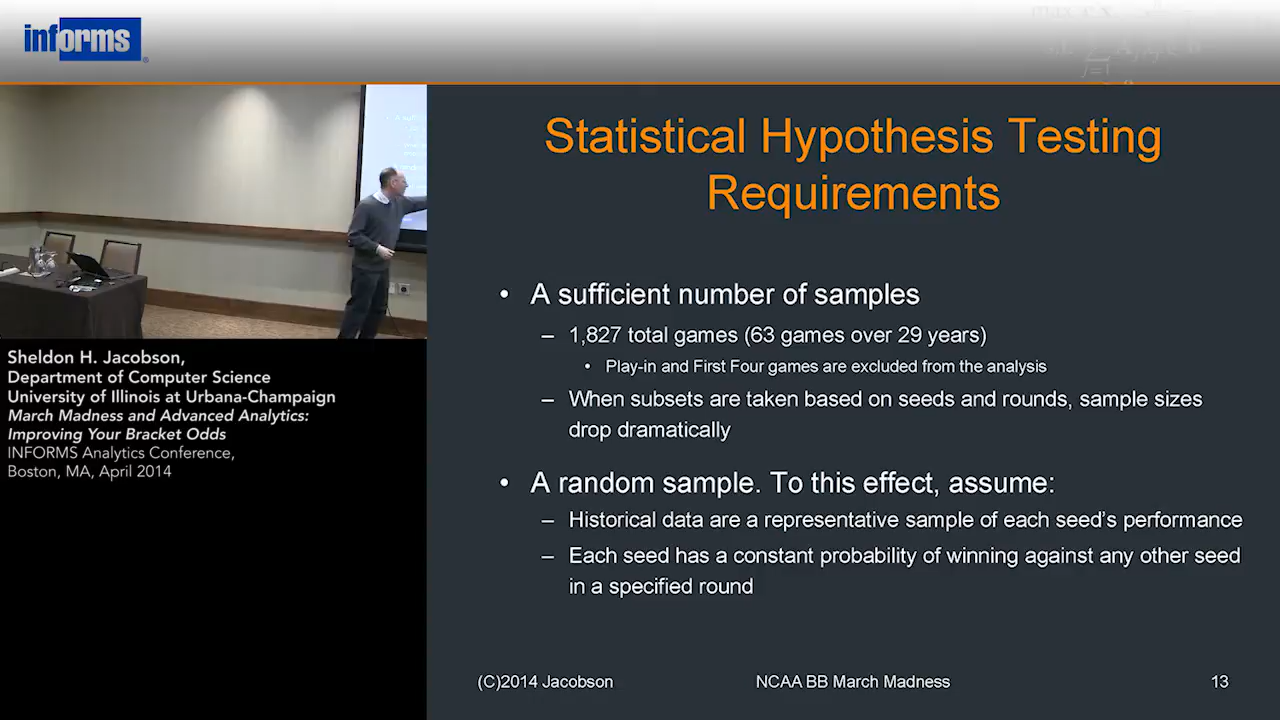 informs
Sheldon H. Jacobson,
Department of Computer Science
University of Illinois at Urbana-Champaign
March Madness and Advanced Analytics:
Improving Your Bracket Odds
INFORMS Analytics Conference,
Boston, MA, April 2014
Statistical Hypothesis Testing
Requirements
• A sufficient number of samples
– 1,827 total games (63 games over 29 years)
• Play-in and First Four games are excluded from the analysis
– When subsets are taken based on seeds and rounds, sample sizes
drop dramatically
• A random sample. To this effect, assume:
– Historical data are a representative sample of each seed's performance
– Each seed has a constant probability of winning against any other seed
in a specified round
(C)2014 Jacobson NCAA BB March Madness 13